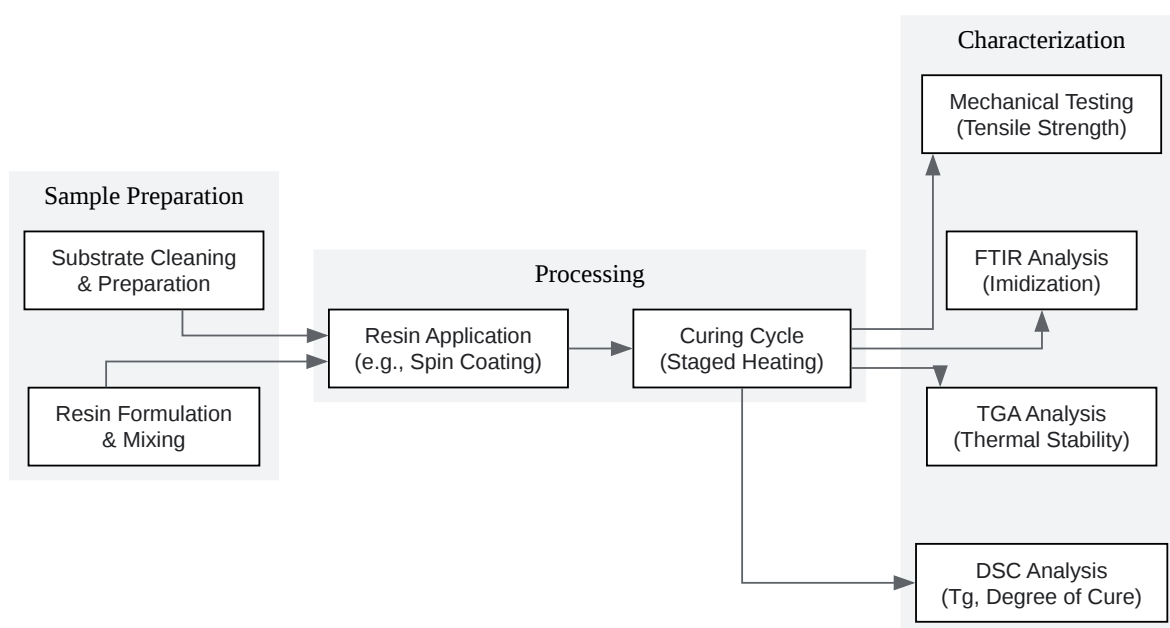 Sample Preparation
Substrate Cleaning
& Preparation
Resin Formulation
& Mixing
Processing
Resin Application
(e.g., Spin Coating)
Curing Cycle
(Staged Heating)
Characterization
Mechanical Testing
(Tensile Strength)
FTIR Analysis
(Imidization)
TGA Analysis
(Thermal Stability)
DSC Analysis
(Tg, Degree of Cure)